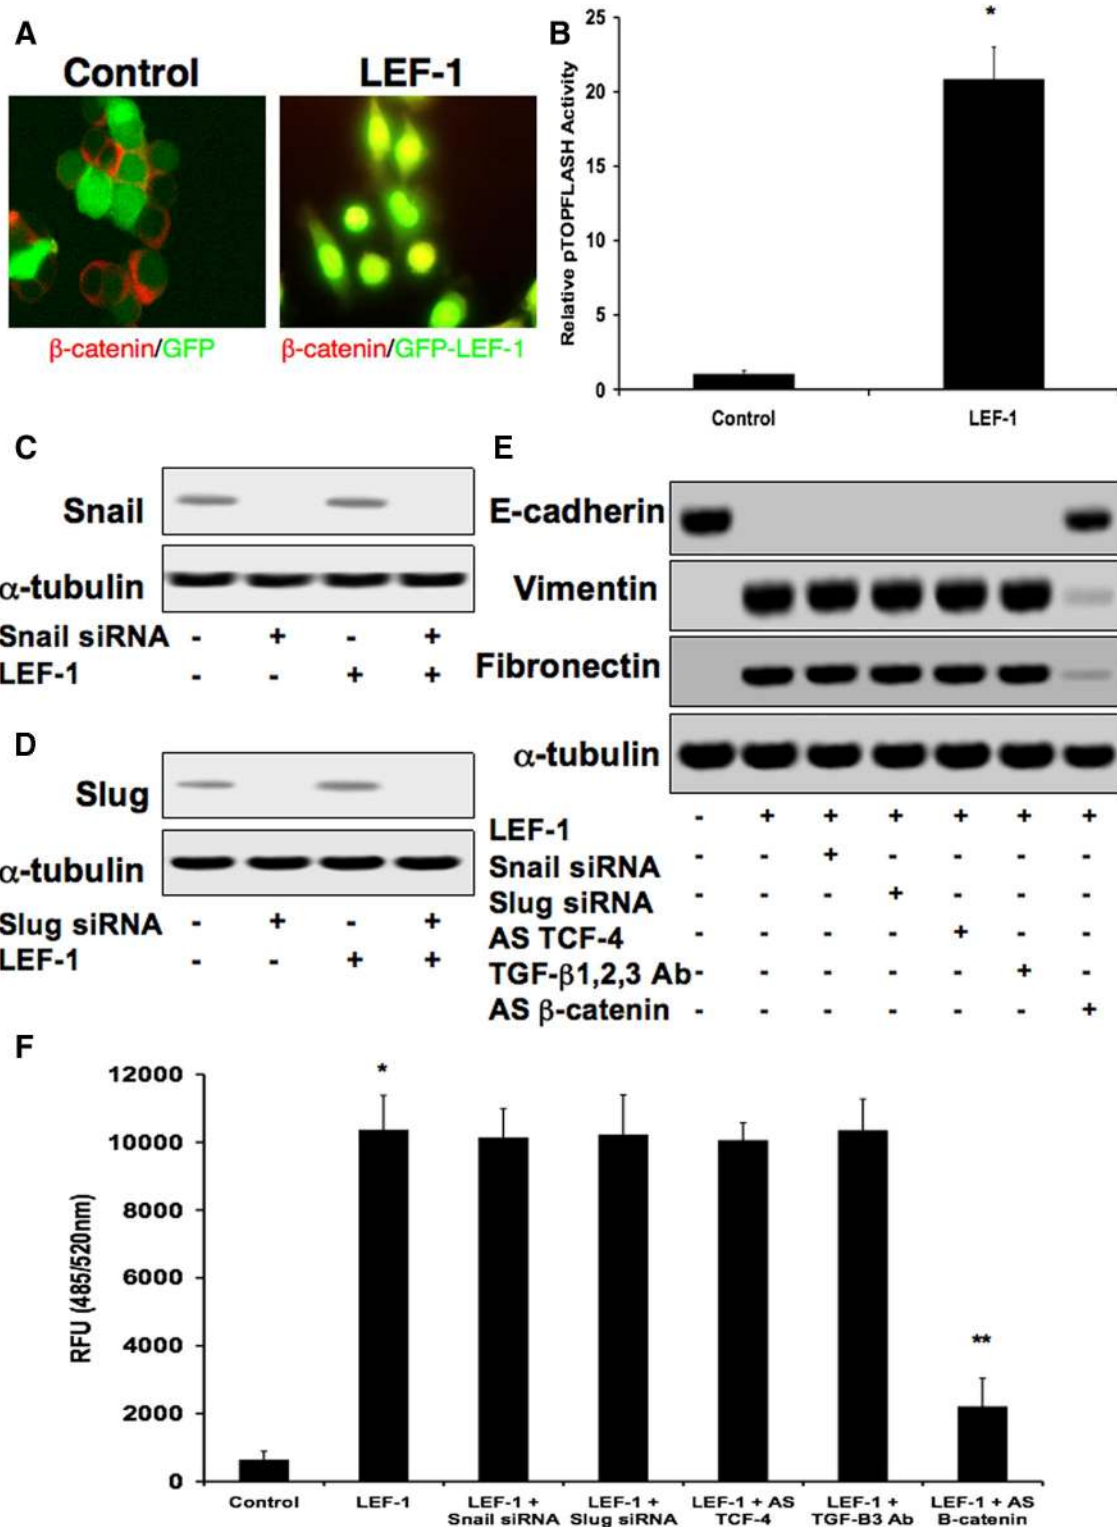 A
Control
LEF-1
β-catenin/GFP
β-catenin/GFP-LEF-1
B
Relative pTOPFLASH Activity
25
20
15
10
5
0
*
Control
LEF-1
C
Snail
α-tubulin
Snail siRNA - + - +
LEF-1 - - + +
D
Slug
α-tubulin
Slug siRNA - + - +
LEF-1 - - + +
E
E-cadherin
Vimentin
Fibronectin
α-tubulin
LEF-1 - + + + + + +
Snail siRNA - - + - - - -
Slug siRNA - - - + - - -
AS TCF-4 - - - - + - -
TGF-β1,2,3 Ab - - - - - + -
AS β-catenin - - - - - - +
F
RFU (485/520nm)
12000
10000
8000
6000
4000
2000
0
*
**
Control
LEF-1
LEF-1 +
Snail siRNA
LEF-1 +
Slug siRNA
LEF-1 + AS
TCF-4
LEF-1 +
TGF-B3 Ab
LEF-1 + AS
B-catenin